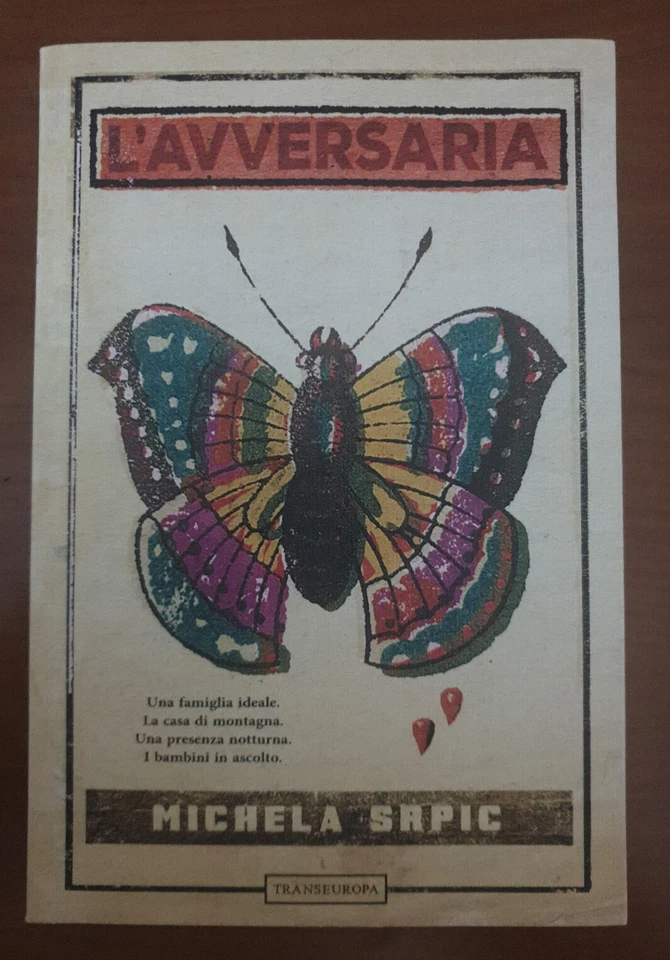 L'AVVERSARIA
Una famiglia ideale.
La casa di montagna.
Una presenza notturna.
I bambini in ascolto.
MICHELA SRPIC
TRANSEUROPA